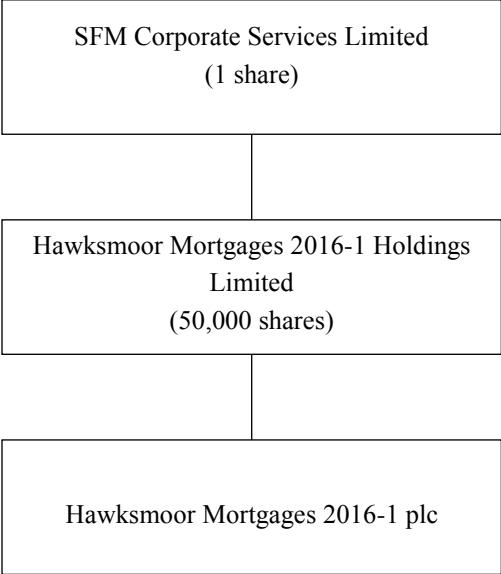 SFM Corporate Services Limited
(1 share)
Hawksmoor Mortgages 2016-1 Holdings
Limited
(50,000 shares)
Hawksmoor Mortgages 2016-1 plc